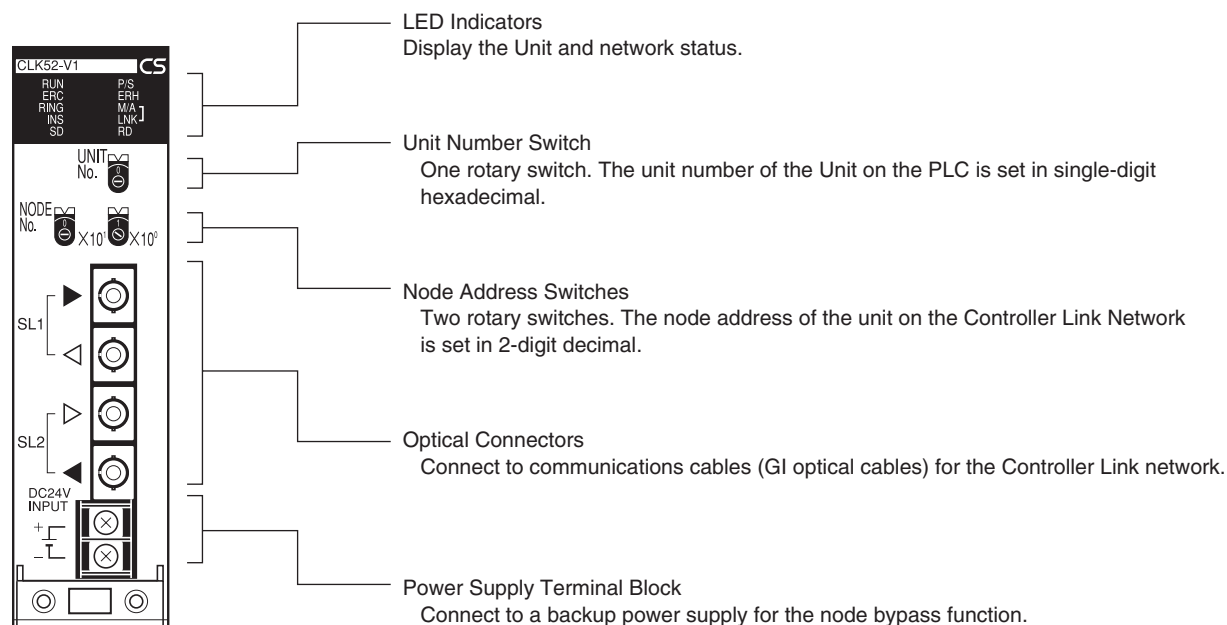 LED Indicators
Display the Unit and network status.
CLK52-V1
CS
RUN P/S
ERC ERH
RING M/A
INS LNK
SD RD
Unit Number Switch
One rotary switch. The unit number of the Unit on the PLC is set in single-digit
hexadecimal.
UNIT
No.
0
NODE
No.
0
X10¹
1
X10⁰
Node Address Switches
Two rotary switches. The node address of the unit on the Controller Link Network
is set in 2-digit decimal.
SL1
SL2
Optical Connectors
Connect to communications cables (GI optical cables) for the Controller Link network.
DC24V
INPUT
+
−
Power Supply Terminal Block
Connect to a backup power supply for the node bypass function.